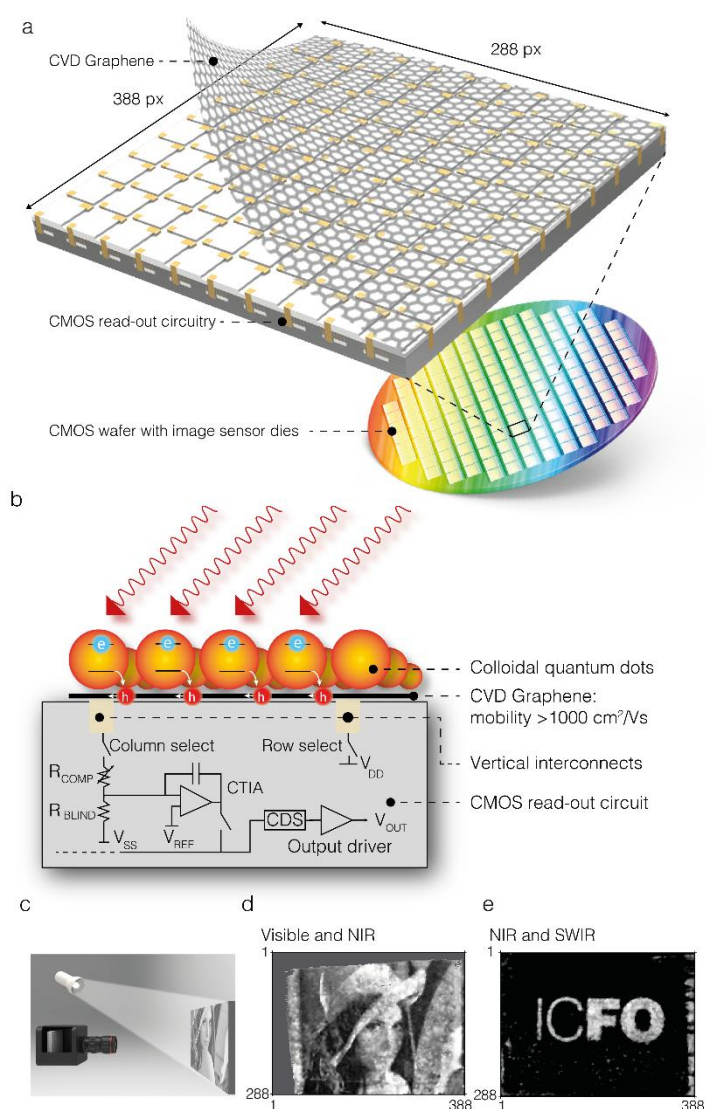 a
CVD Graphene
388 px
288 px
CMOS read-out circuitry
CMOS wafer with image sensor dies
b
e e e e
h h h h
Colloidal quantum dots
CVD Graphene:
mobility >1000 cm²/Vs
Vertical interconnects
CMOS read-out circuit
Column select
Row select
R_COMP
V_DD
CTIA
R_BLIND
V_SS
V_REF
CDS
V_OUT
Output driver
c
d
e
Visible and NIR
NIR and SWIR
1
288
1
388
1
ICFO
288
1
388